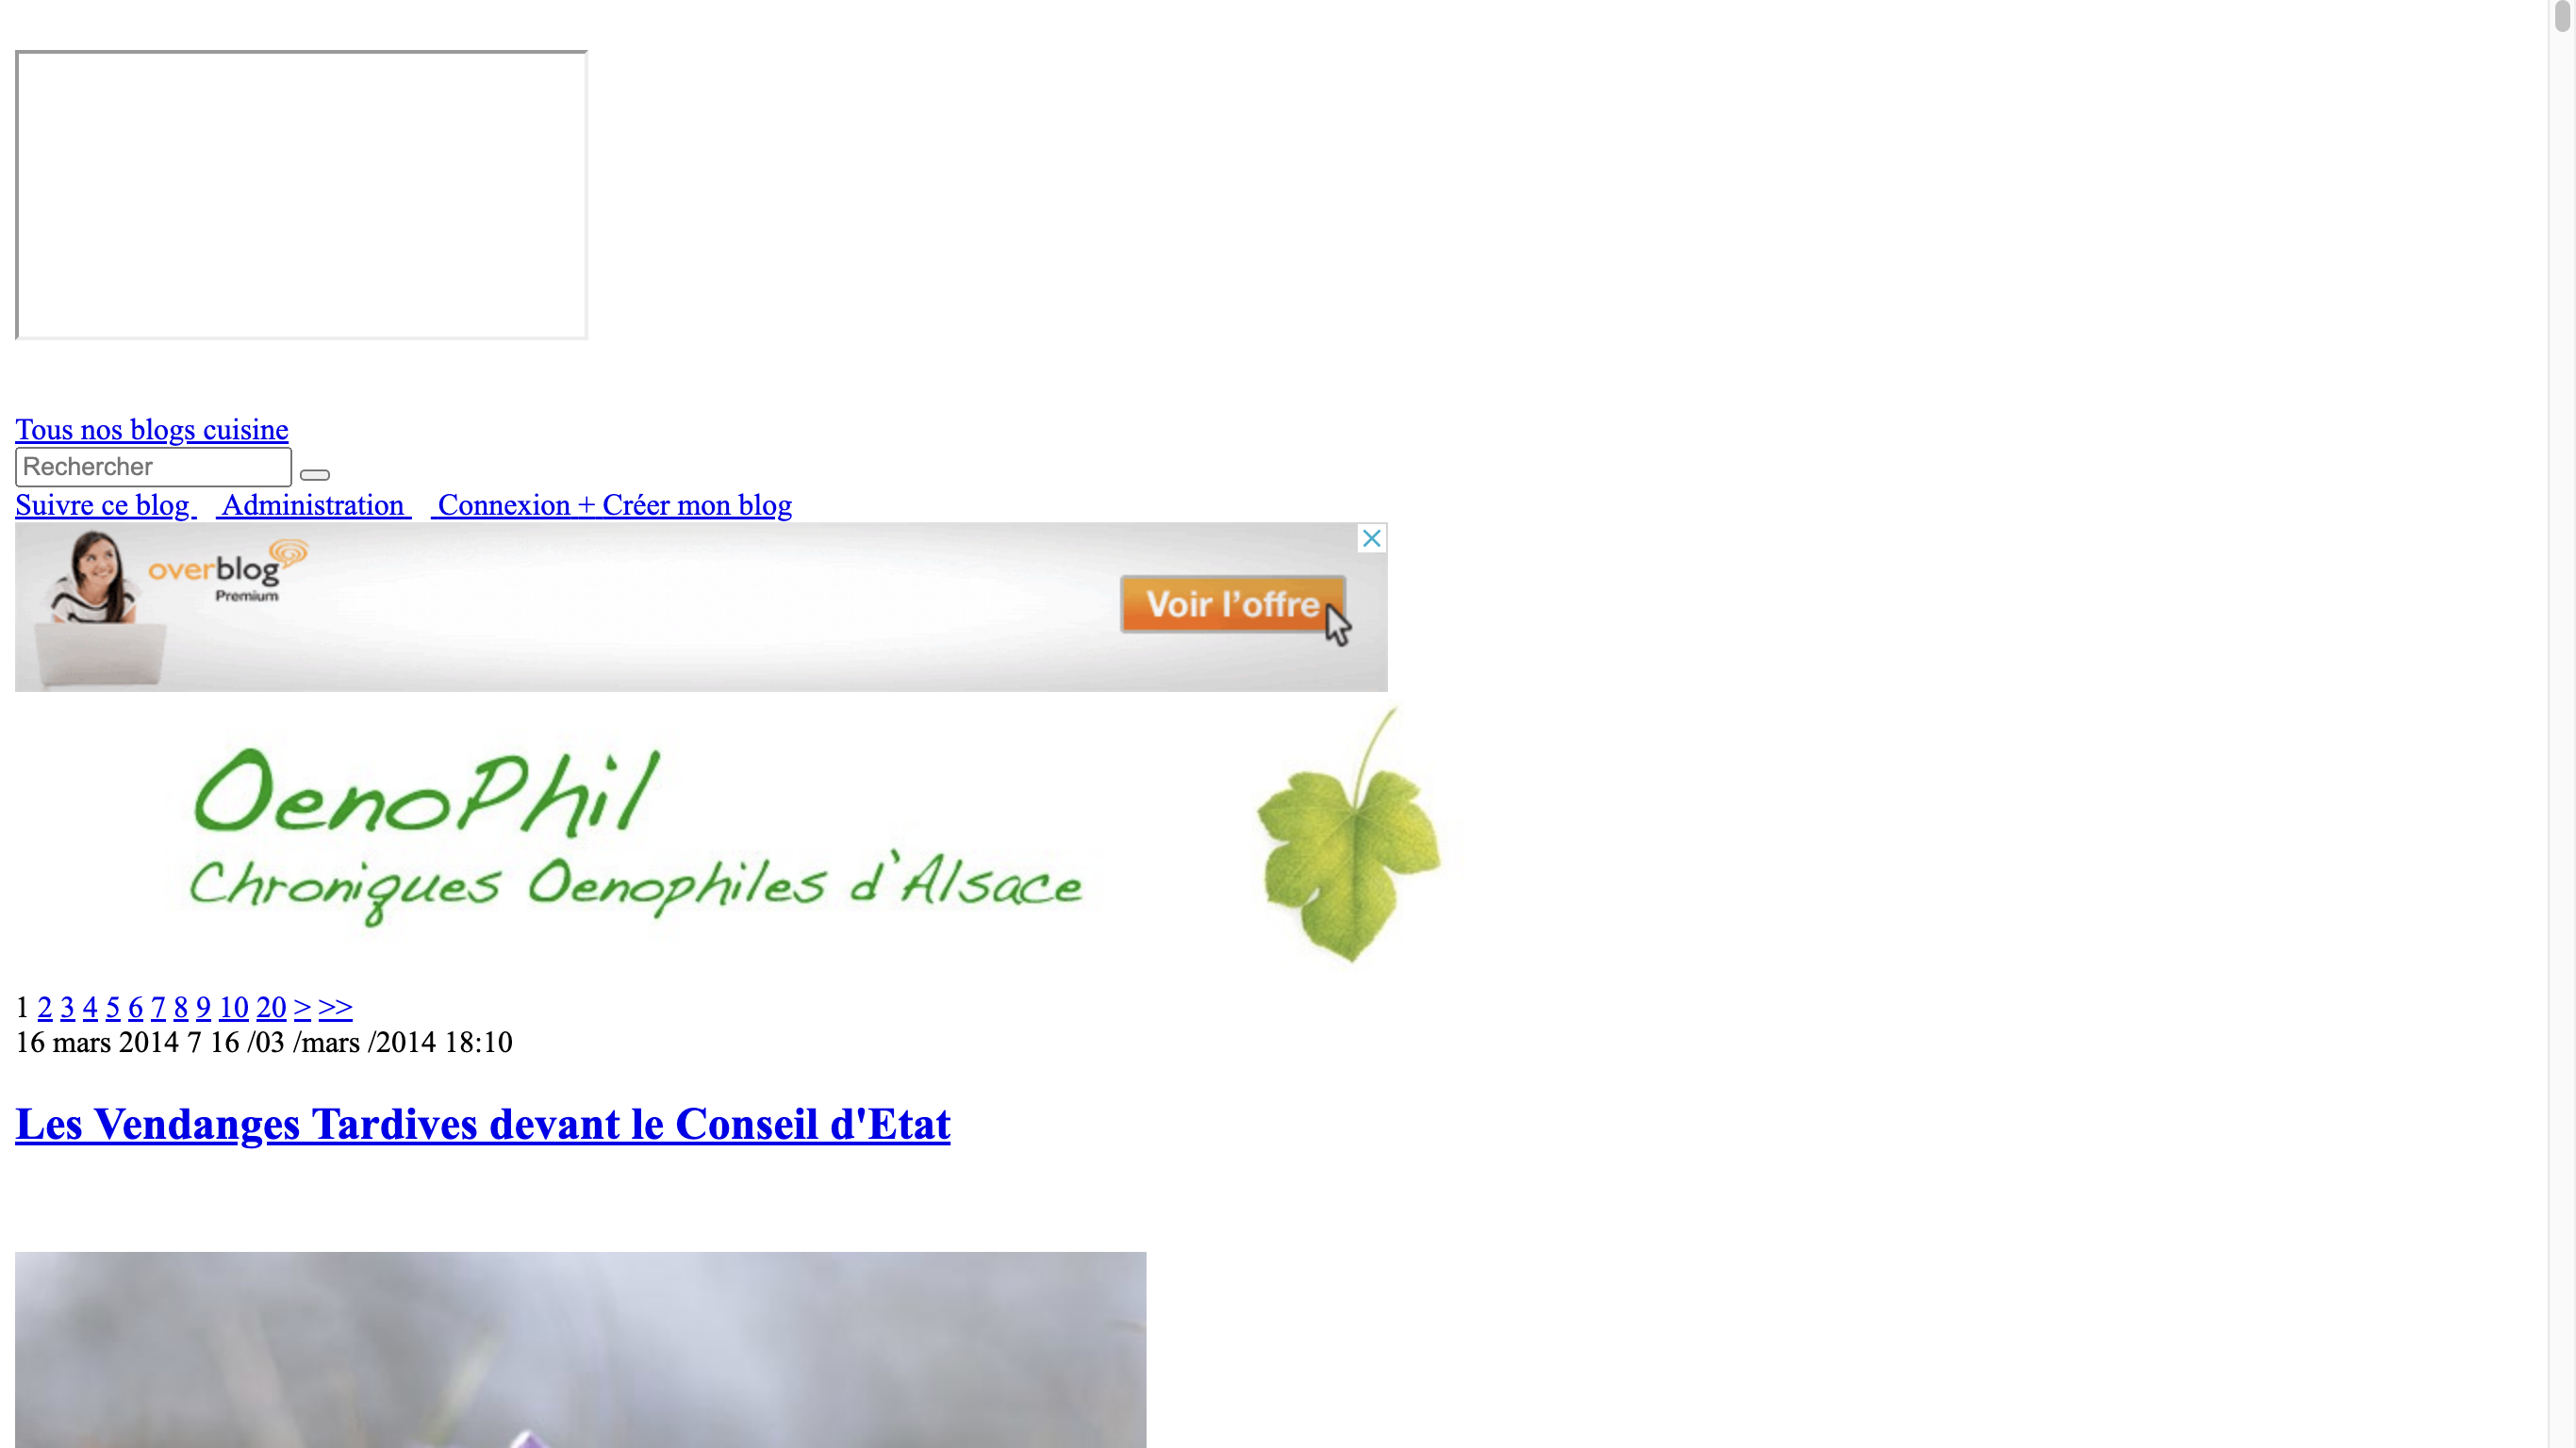 Tous nos blogs cuisine
Rechercher
Suivre ce blog Administration Connexion + Créer mon blog
overblog
Premium
Voir l'offre
OenoPhil
Chroniques Oenophiles d'Alsace
1 2 3 4 5 6 7 8 9 10 20 > >>
16 mars 2014 7 16 /03 /mars /2014 18:10
Les Vendanges Tardives devant le Conseil d'Etat